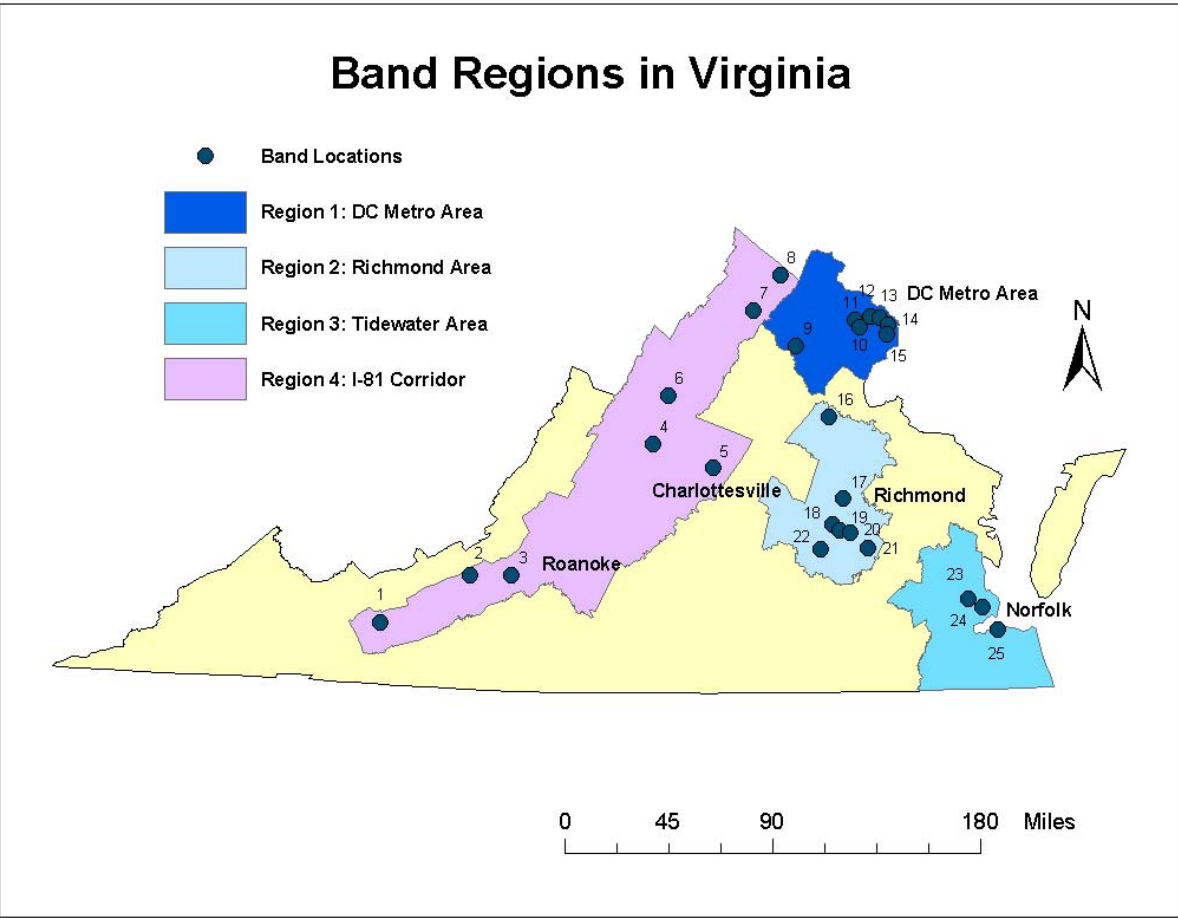 Band Regions in Virginia
Band Locations
Region 1: DC Metro Area
Region 2: Richmond Area
Region 3: Tidewater Area
Region 4: I-81 Corridor
8
7
12
13
DC Metro Area
11
14
9
10
15
N
6
16
4
5
Charlottesville
17
Richmond
18
19
20
22
21
2
3
Roanoke
23
1
24
Norfolk
25
0
45
90
180
Miles